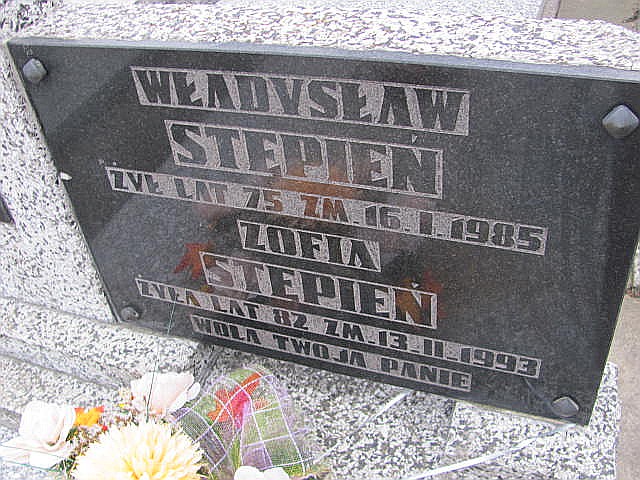 WŁADYSŁAW
STĘPIEŃ
ŻYŁ LAT 75 ZM. 16.I.1985
ZOFIA
STĘPIEŃ
ŻYŁA LAT 82 ZM. 13.II.1993
WOLA TWOJA PANIE